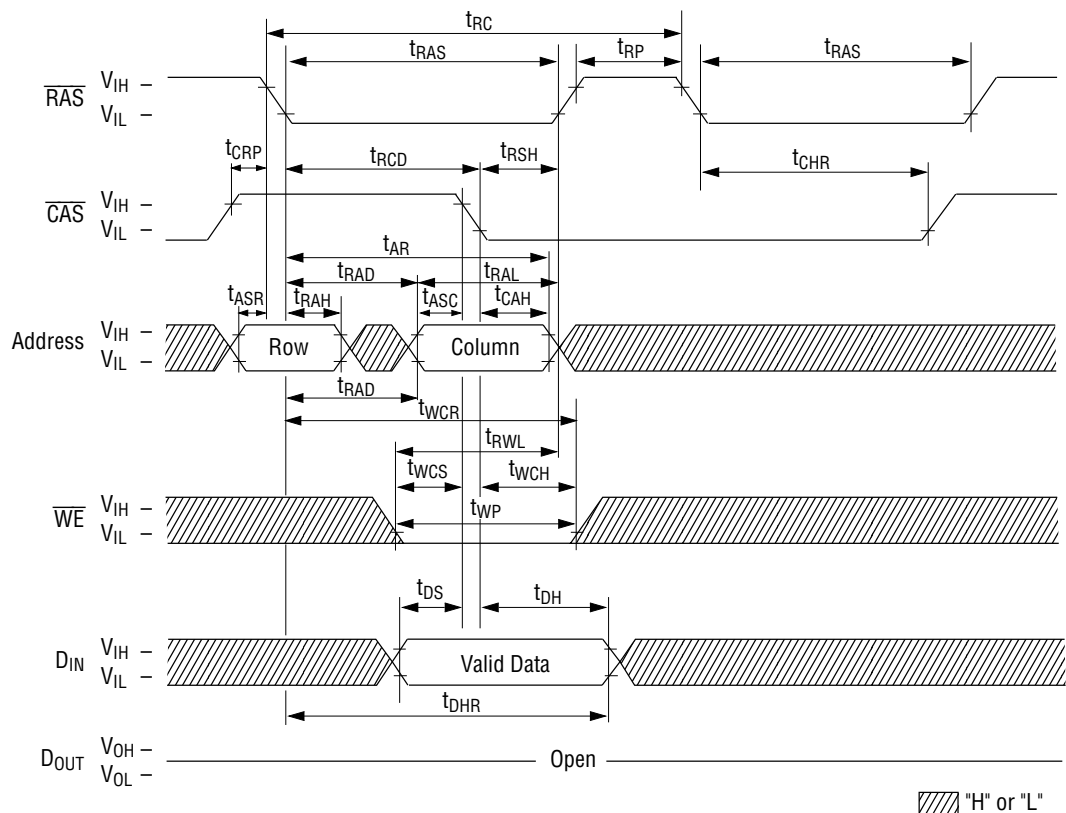 tRC
tRAS tRP tRAS
RAS VIH –
VIL –
tCRP tRCD tRSH tCHR
CAS VIH –
VIL –
tAR
tRAD tRAL
tASR tRAH tASC tCAH
Address VIH –
VIL –
Row Column
tRAD
tWCR
tRWL
tWCS tWCH
WE VIH –
VIL –
tWP
tDS tDH
DIN VIH –
VIL –
Valid Data
tDHR
DOUT VOH –
VOL –
Open
"H" or "L"